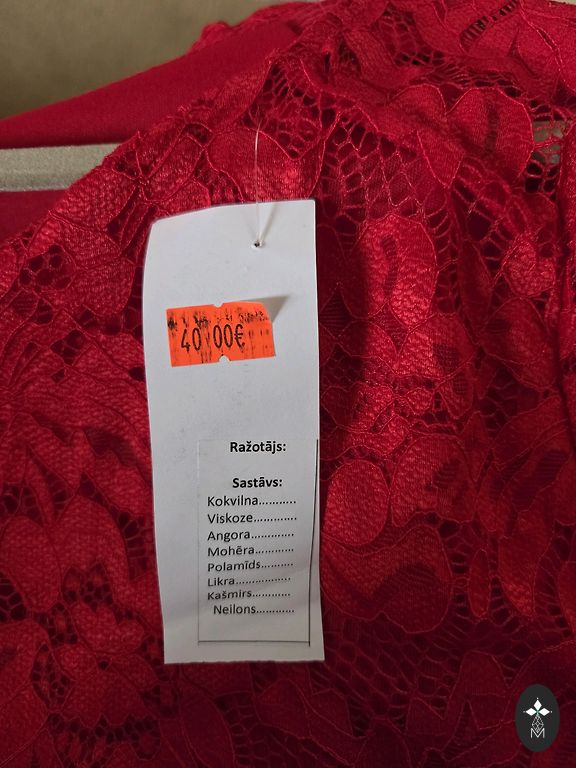 40 00€
Ražotājs:
Sastāvs:
Kokvilna...........
Viskoze.............
Angora.............
Mohēra............
Polamīds..........
Likra.................
Kašmirs............
Neilons............
M